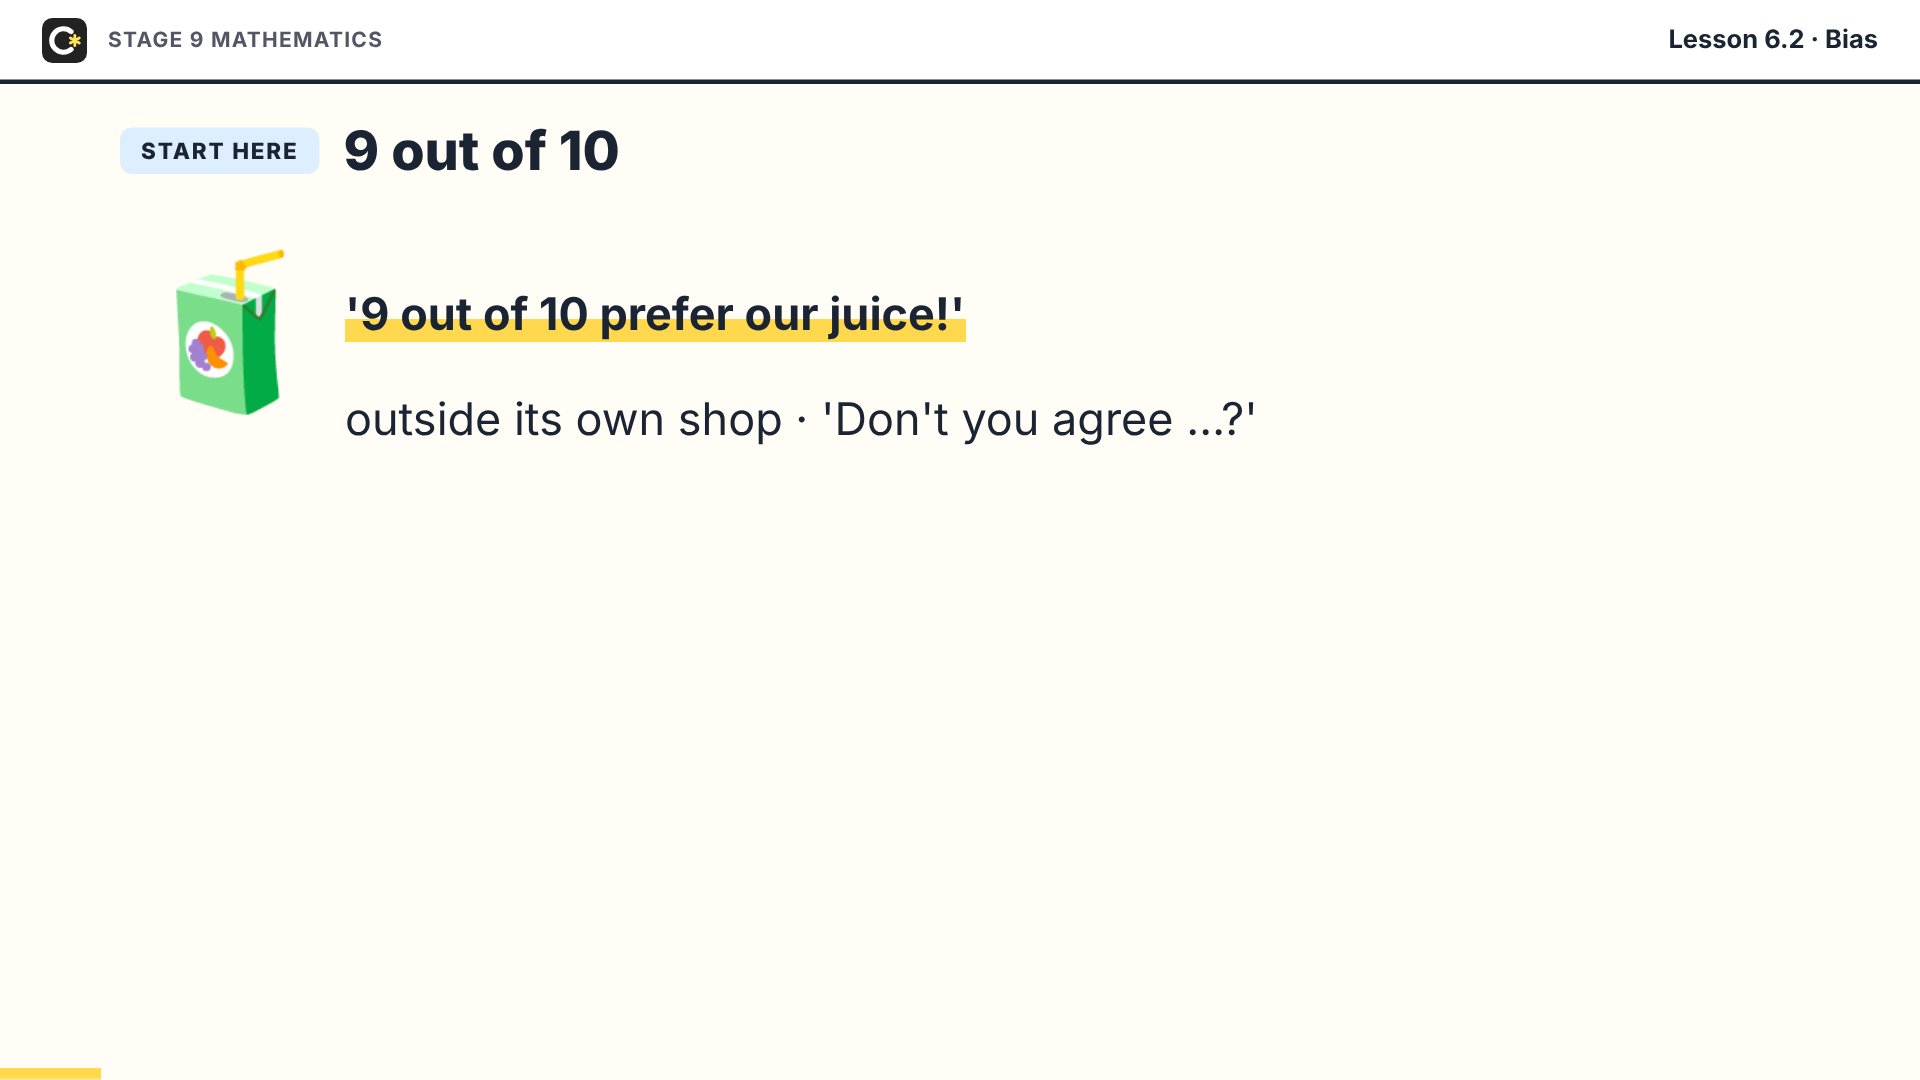 STAGE 9 MATHEMATICS
Lesson 6.2 · Bias
START HERE
9 out of 10
'9 out of 10 prefer our juice!'
outside its own shop · 'Don't you agree ...?'